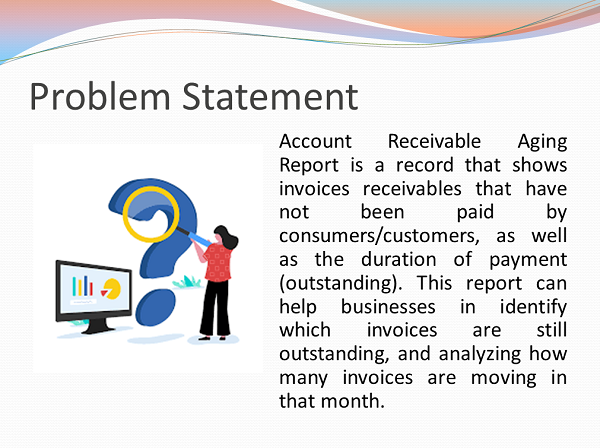 Problem Statement
Account Receivable Aging
Report is a record that shows
invoices receivables that have
not been paid by
consumers/customers, as well
as the duration of payment
(outstanding). This report can
help businesses in identify
which invoices are still
outstanding, and analyzing how
many invoices are moving in
that month.